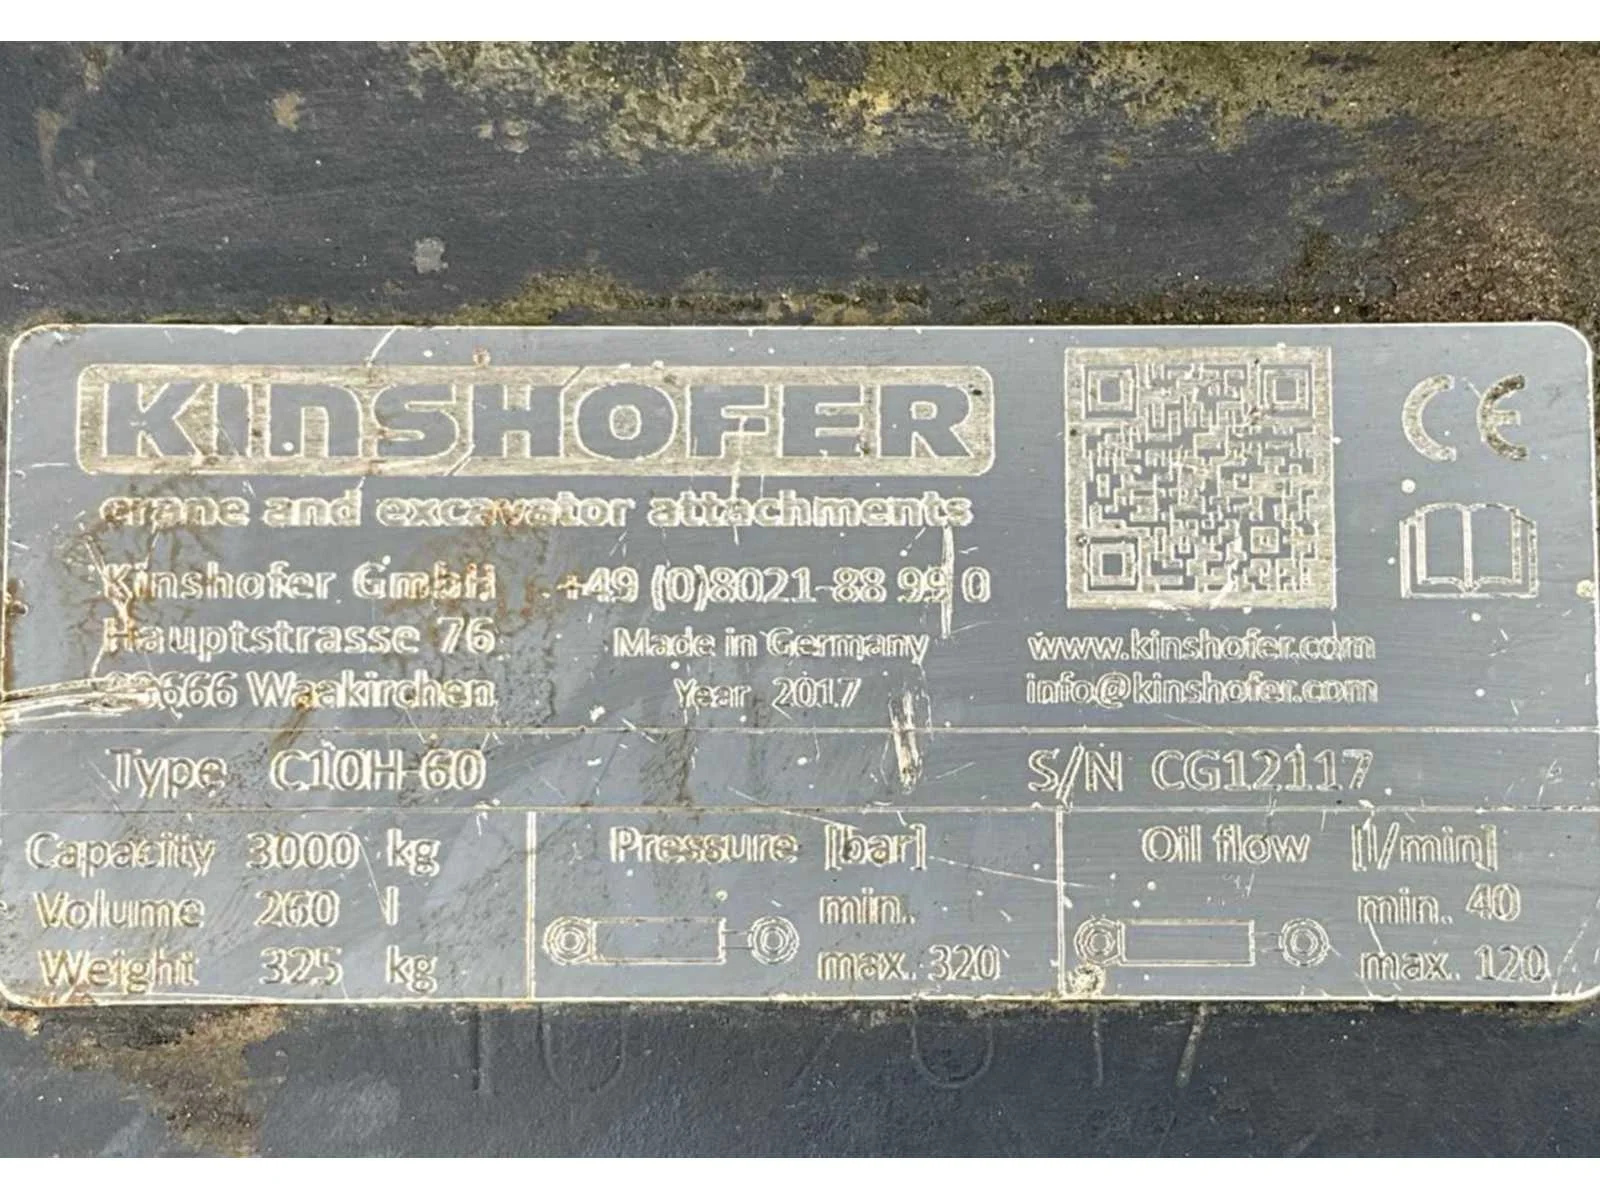 KINSHOFER
crane and excavator attachments
Kinshofer GmbH +49 (0)8021-88 99 0
Hauptstrasse 76
Waakirchen
Made in Germany
Year 2017
www.kinshofer.com
info@kinshofer.com
CE
Type C10H-60 S/N CG12117
Capacity 3000 kg
Volume 260 l
Weight 325 kg
Pressure [bar]
min.
max. 320
Oil flow [l/min]
min. 40
max. 120